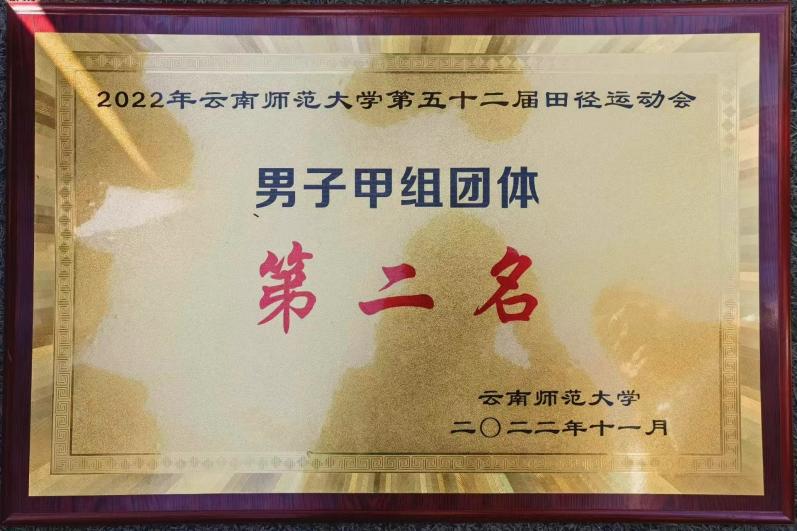 2022年云南师范大学第五十二届田径运动会
男子甲组团体
第二名
云南师范大学
二〇二二年十一月